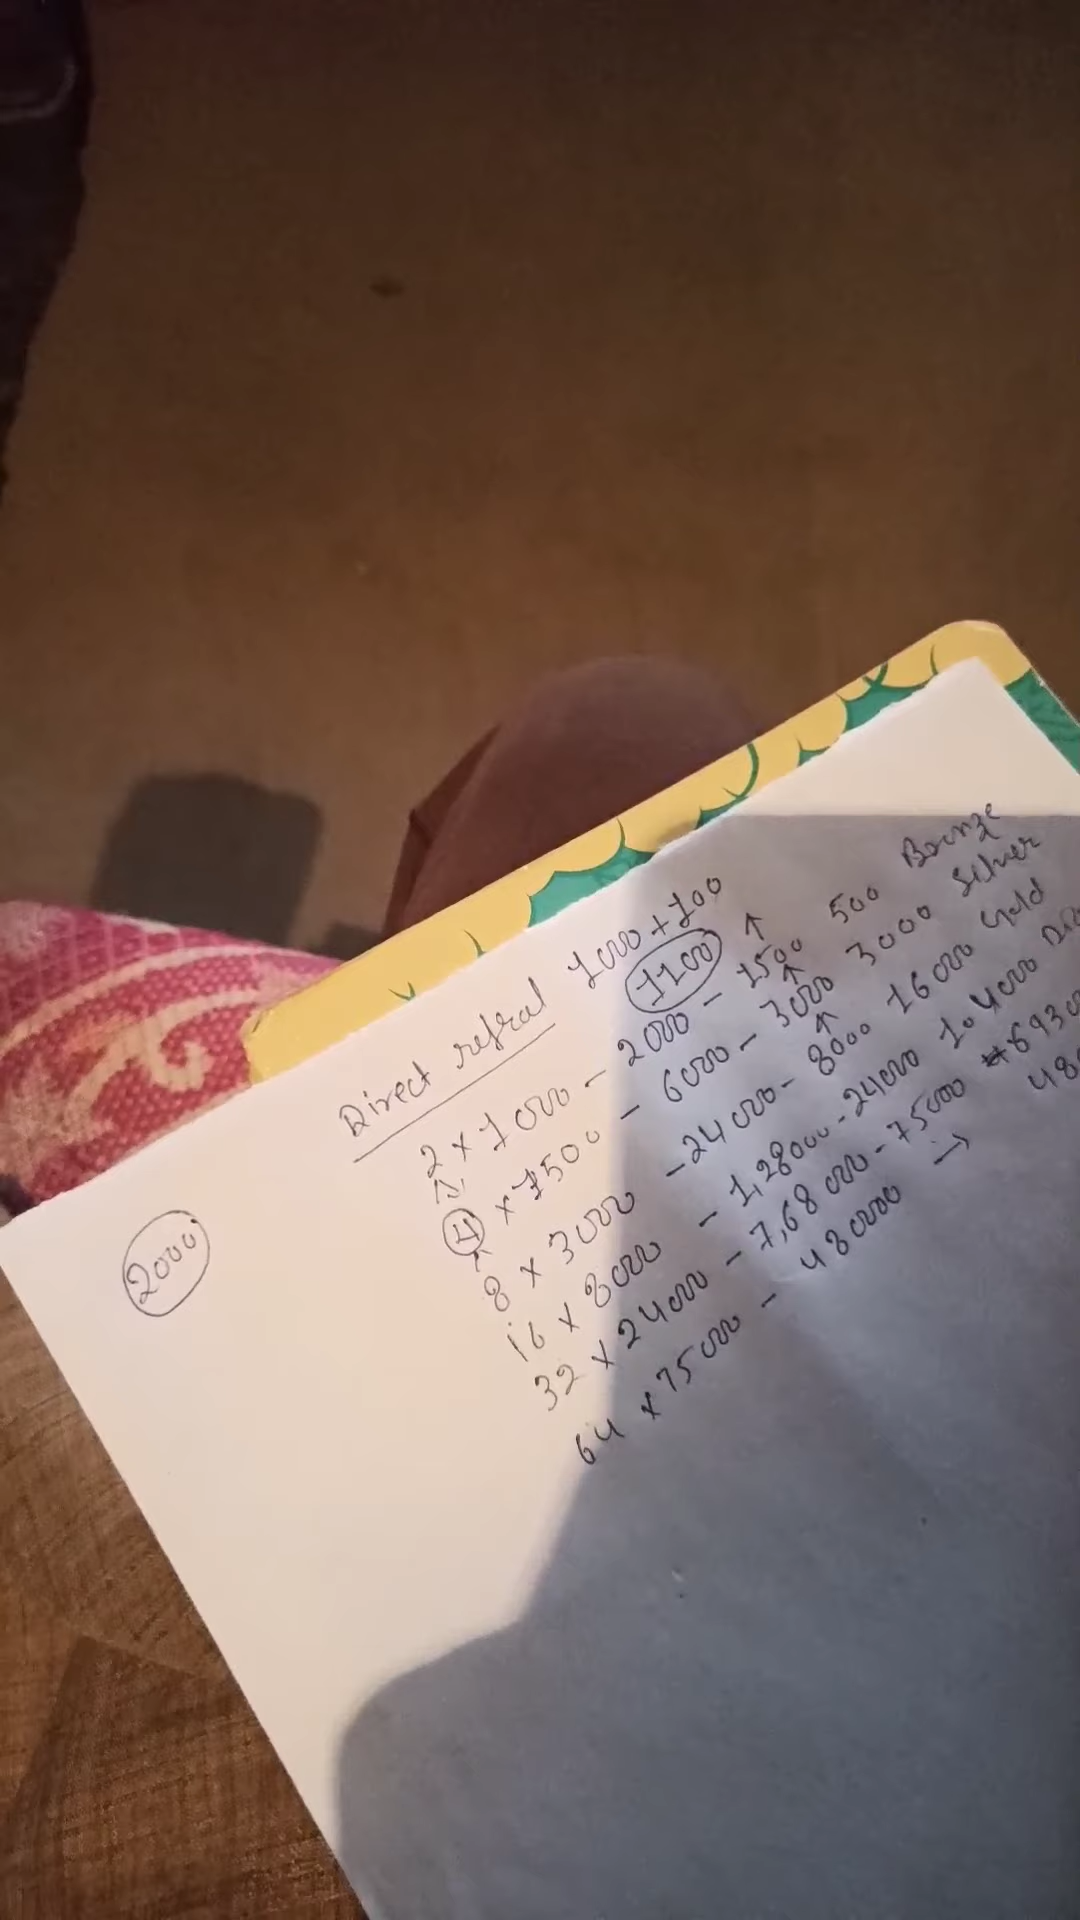 Direct refral 1000+100
1100
2 x 1000 - 2000 - 1500 500 Bronze
4 x 1500 - 6000 - 3000 3000 Silver
8 x 3000 - 24000 - 8000 16000 Gold
16 x 8000 - 1,28000 - 24000 104000
32 x 24000 - 7,68000 - 75000
64 x 75000 - 480000 →
2000